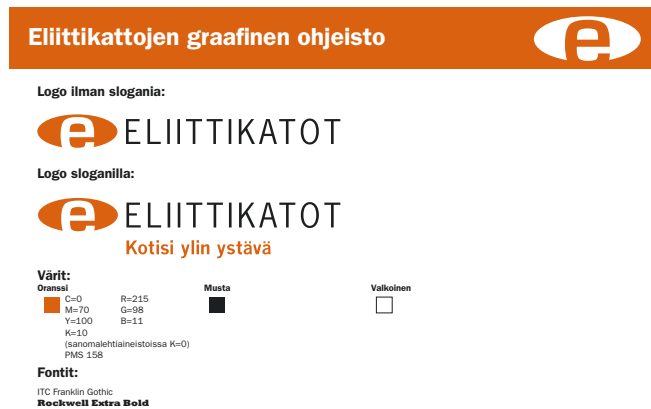 Eliittikattojen graafinen ohjeisto
e
Logo ilman slogania:
e ELIITTIKATOT
Logo sloganilla:
e ELIITTIKATOT
Kotisi ylin ystävä
Värit:
Oranssi Musta Valkoinen
C=0 R=215
M=70 G=98
Y=100 B=11
K=10
(sanomalehtiaineistoissa K=0)
PMS 158
Fontit:
ITC Franklin Gothic
Rockwell Extra Bold